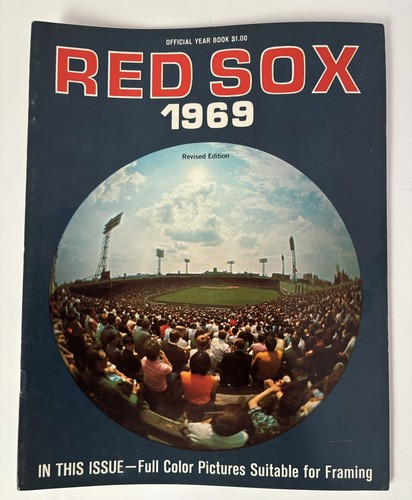 OFFICIAL YEAR BOOK $1.00
RED SOX
1969
Revised Edition
IN THIS ISSUE—Full Color Pictures Suitable for Framing